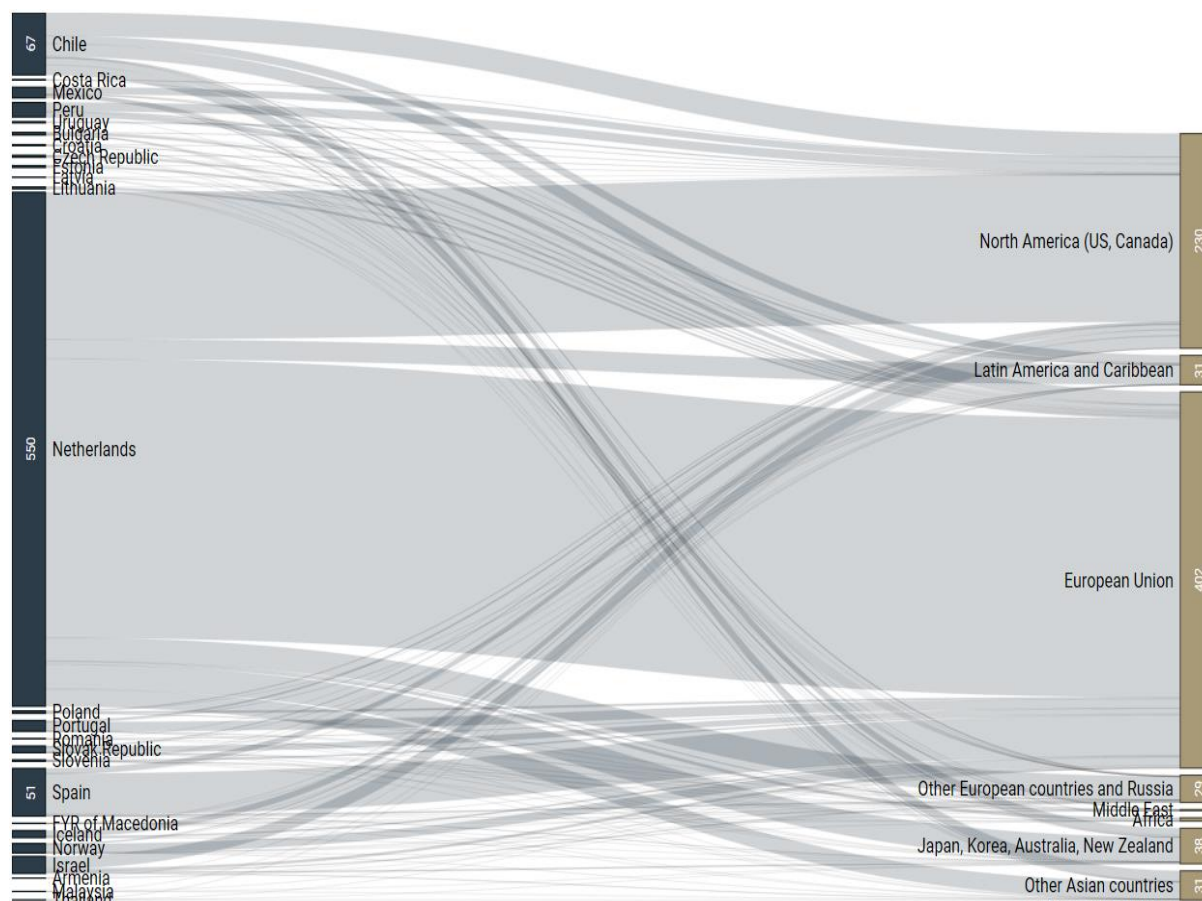 67
Chile
Costa Rica
Mexico
Peru
Uruguay
Bulgaria
Croatia
Czech Republic
Estonia
Latvia
Lithuania
550
Netherlands
Poland
Portugal
Romania
Slovak Republic
Slovenia
51
Spain
FYR of Macedonia
Iceland
Norway
Israel
Armenia
Malaysia
Thailand
North America (US, Canada)
230
Latin America and Caribbean
31
European Union
402
Other European countries and Russia
29
Middle East
Africa
Japan, Korea, Australia, New Zealand
38
Other Asian countries
31